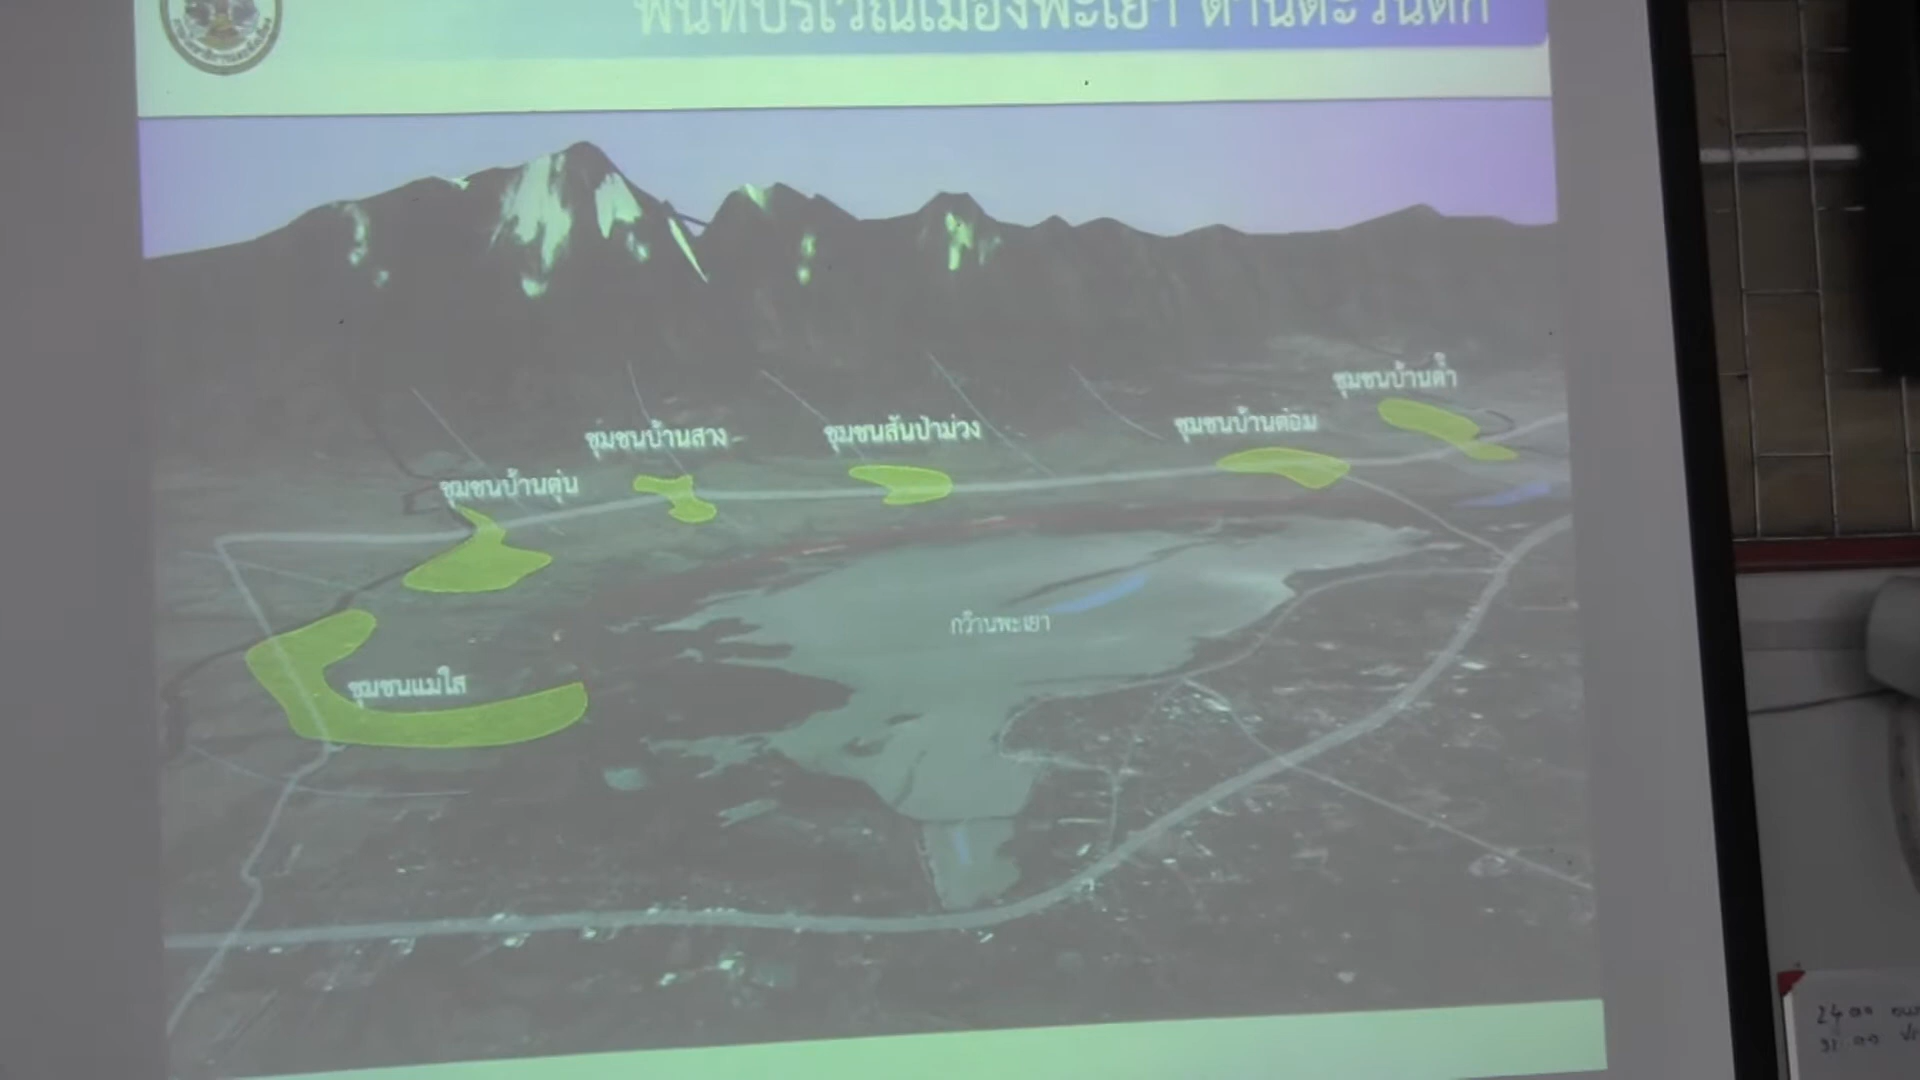 พื้นที่บริเวณเมืองพะเยา ด้านตะวันตก
ชุมชนบ้านต๊ำ
ชุมชนบ้านต๋อม
ชุมชนสันป่าม่วง
ชุมชนบ้านสาง
ชุมชนบ้านตุ่น
กว๊านพะเยา
ชุมชนแม่ใส